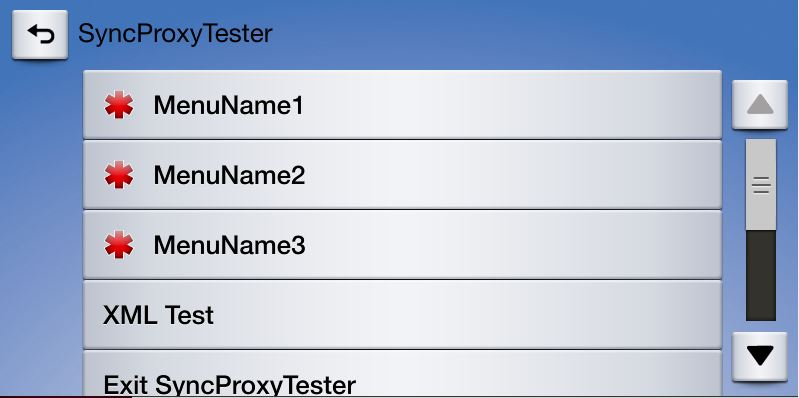 SyncProxyTester
MenuName1
MenuName2
MenuName3
XML Test
Exit SyncProxyTester